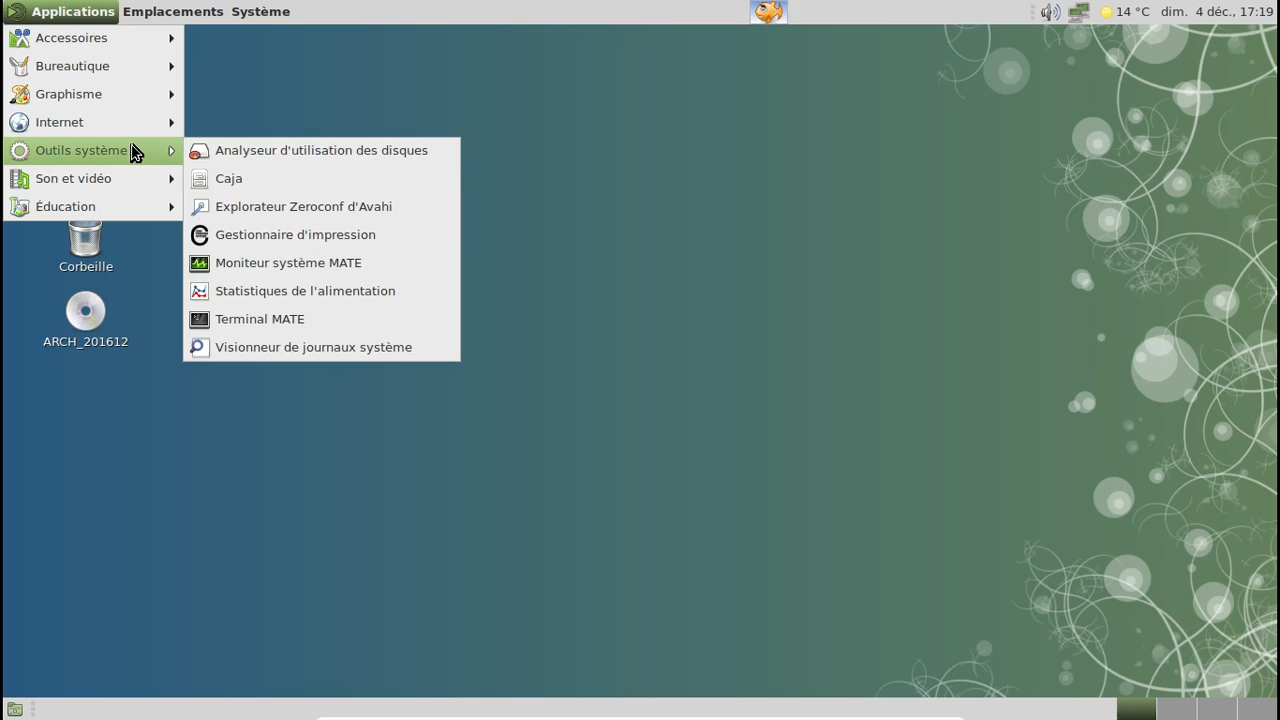 Applications Emplacements Système 14 °C dim. 4 déc., 17:19
Accessoires
Bureautique
Graphisme
Internet
Outils système
Son et vidéo
Éducation
Analyseur d'utilisation des disques
Caja
Explorateur Zeroconf d'Avahi
Gestionnaire d'impression
Moniteur système MATE
Statistiques de l'alimentation
Terminal MATE
Visionneur de journaux système
Corbeille
ARCH_201612